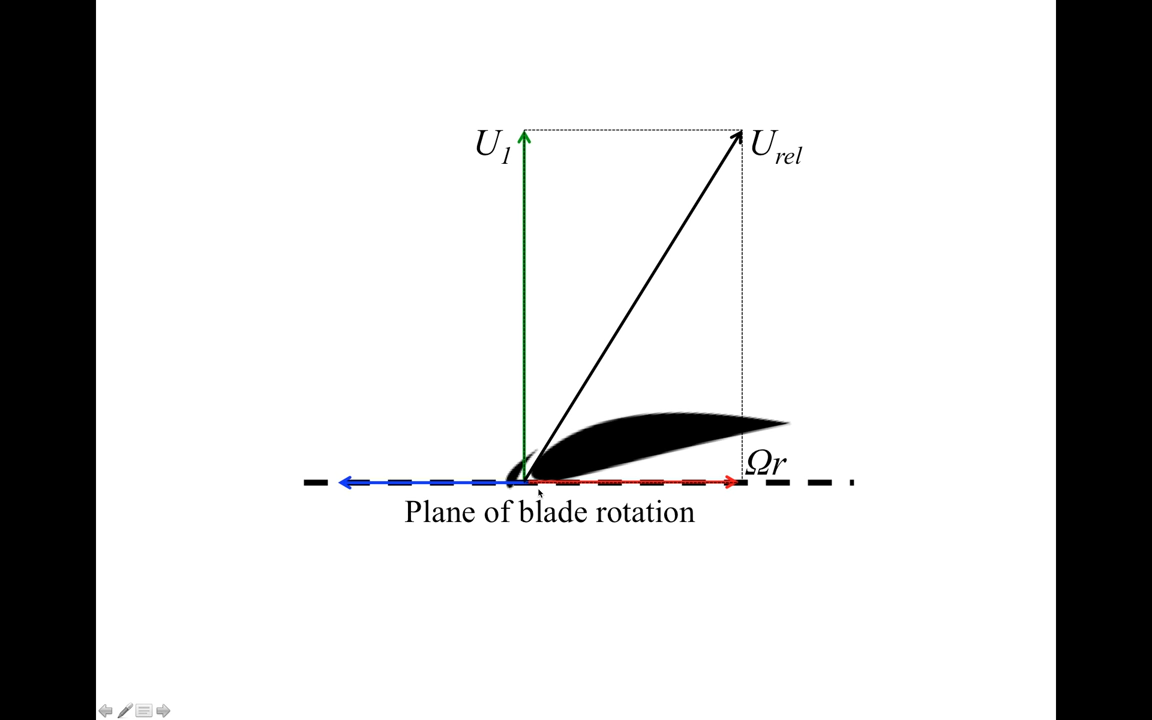 U1
Urel
Ωr
Plane of blade rotation